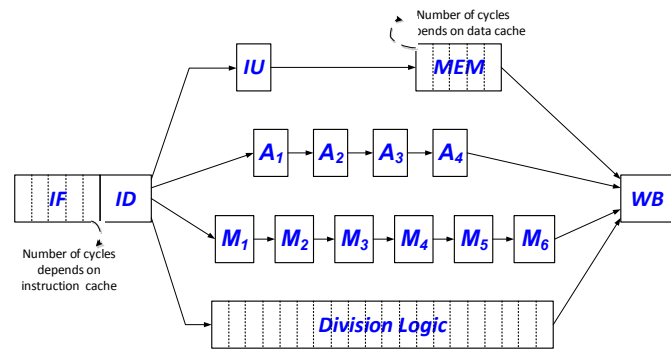 Number of cycles
pends on data cache
IU
MEM
A1
A2
A3
A4
IF
ID
WB
M1
M2
M3
M4
M5
M6
Number of cycles
depends on
instruction cache
Division Logic